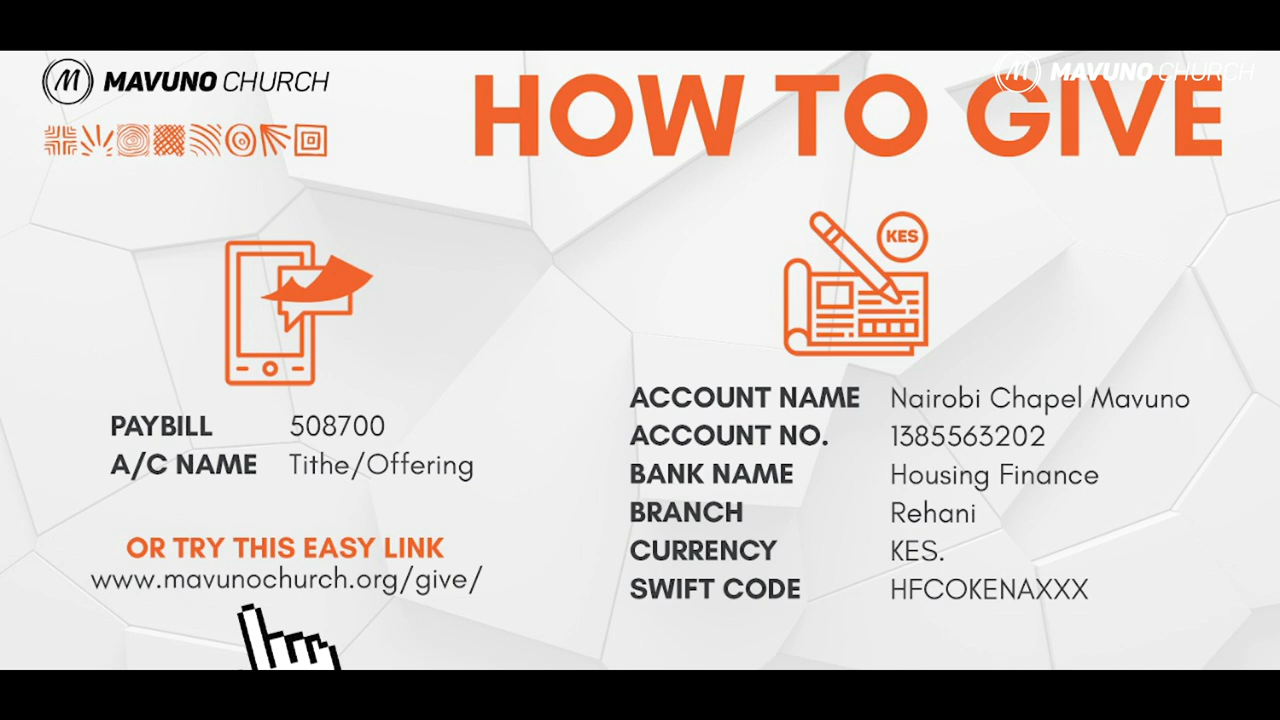 MAVUNO CHURCH
MAVUNO CHURCH
HOW TO GIVE
KES
PAYBILL 508700
A/C NAME Tithe/Offering
OR TRY THIS EASY LINK
www.mavunochurch.org/give/
ACCOUNT NAME Nairobi Chapel Mavuno
ACCOUNT NO. 1385563202
BANK NAME Housing Finance
BRANCH Rehani
CURRENCY KES.
SWIFT CODE HFCOKENAXXX